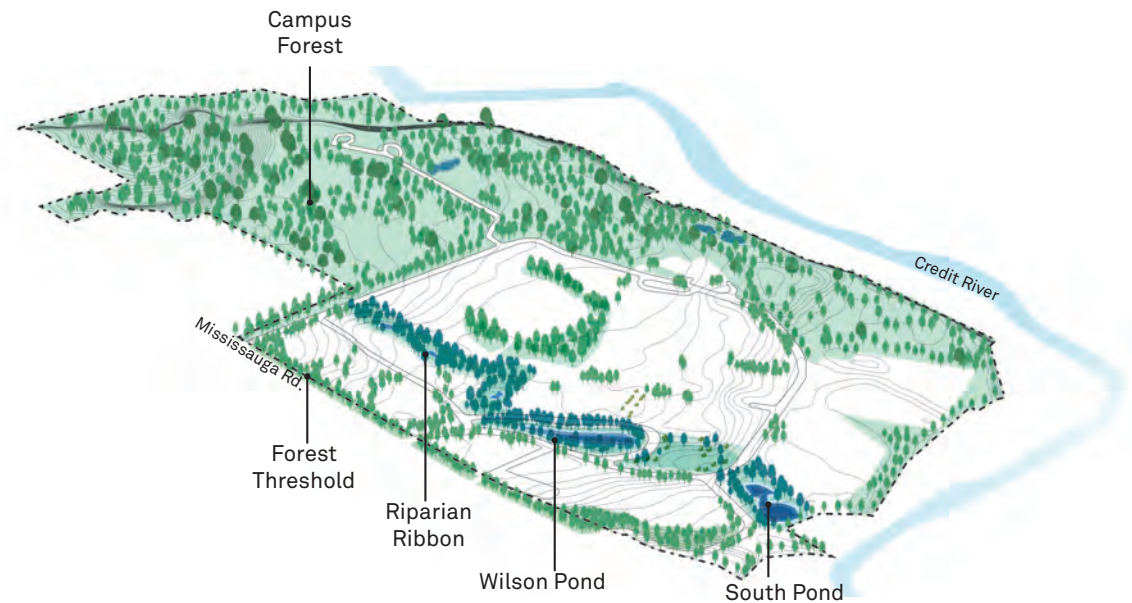 Campus
Forest
Credit River
Mississauga Rd.
Forest
Threshold
Riparian
Ribbon
Wilson Pond
South Pond